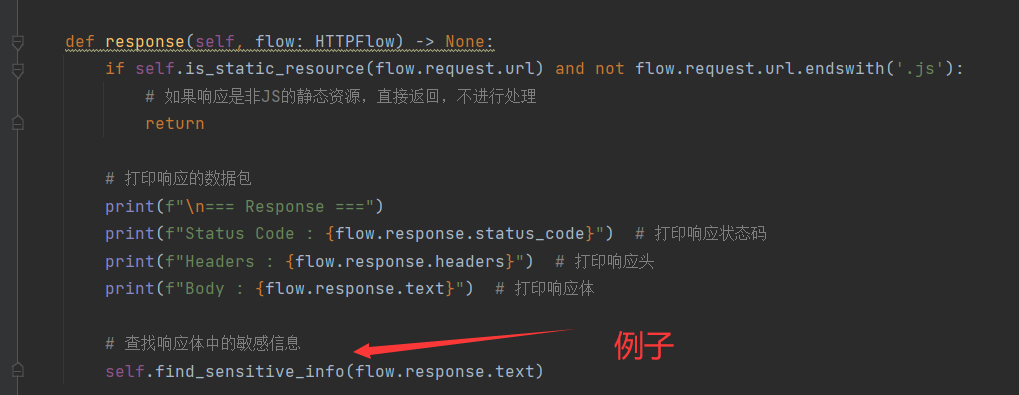 def response(self, flow: HTTPFlow) -> None:
if self.is_static_resource(flow.request.url) and not flow.request.url.endswith('.js'):
# 如果响应是非JS的静态资源，直接返回，不进行处理
return
# 打印响应的数据包
print(f"\n=== Response ===")
print(f"Status Code : {flow.response.status_code}")  # 打印响应状态码
print(f"Headers : {flow.response.headers}")  # 打印响应头
print(f"Body : {flow.response.text}")  # 打印响应体
# 查找响应体中的敏感信息
例子
self.find_sensitive_info(flow.response.text)